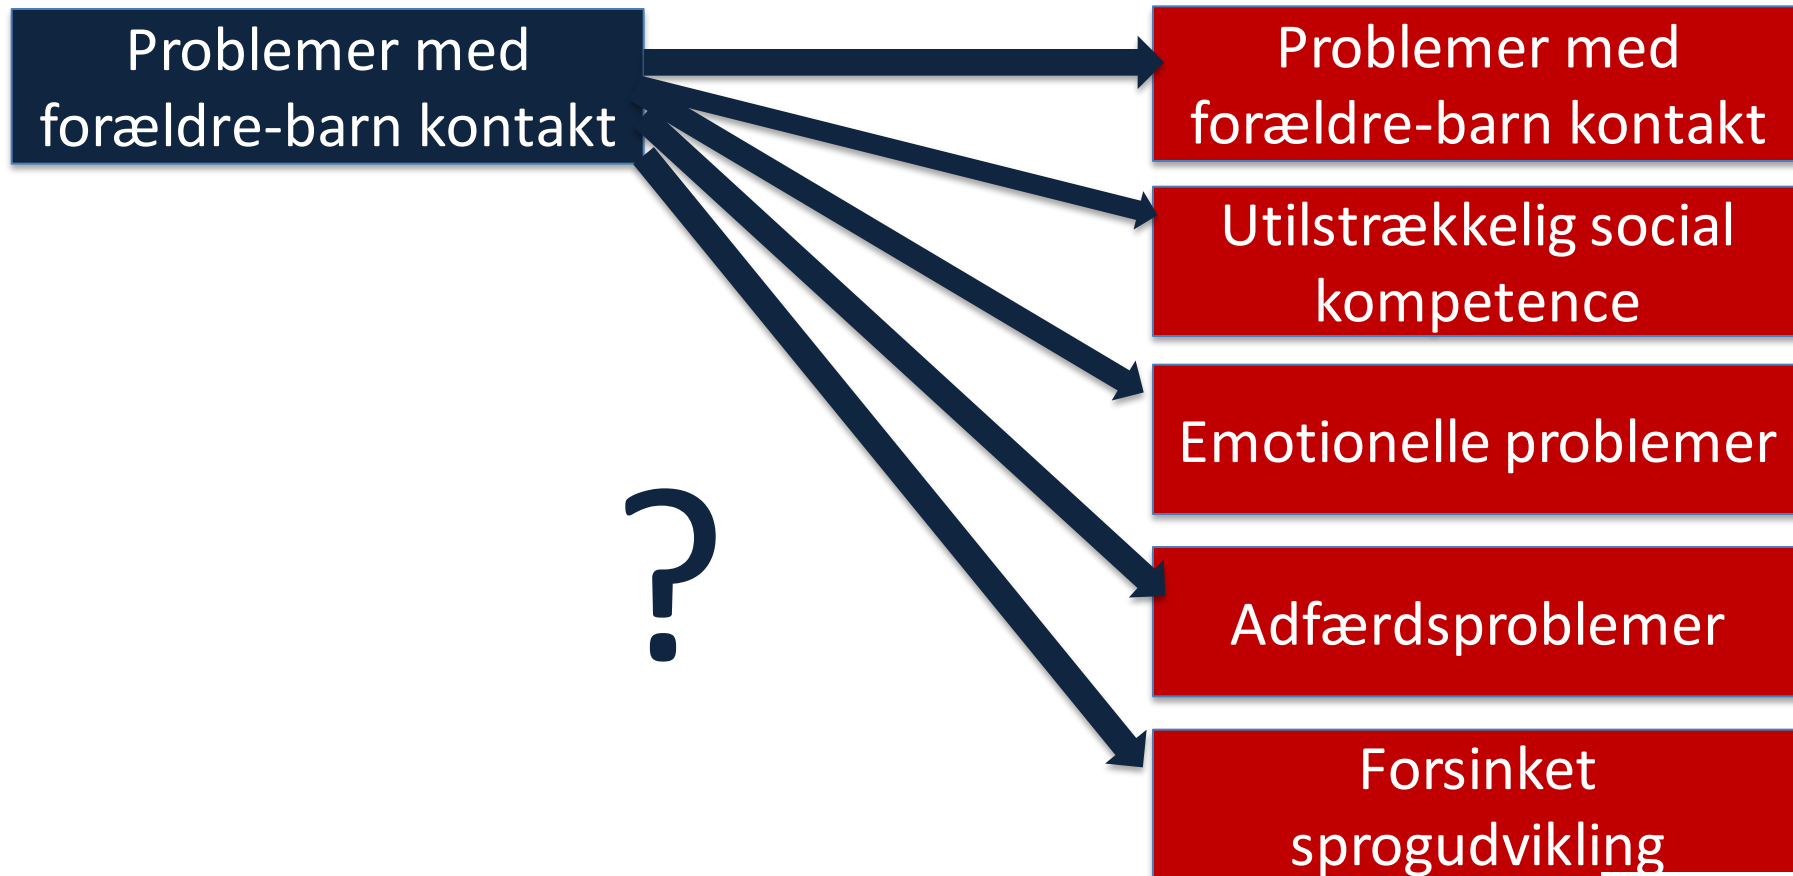 Problemer med
forældre-barn kontakt
Problemer med
forældre-barn kontakt
Utilstrækkelig social
kompetence
Emotionelle problemer
?
Adfærdsproblemer
Forsinket
sprogudvikling